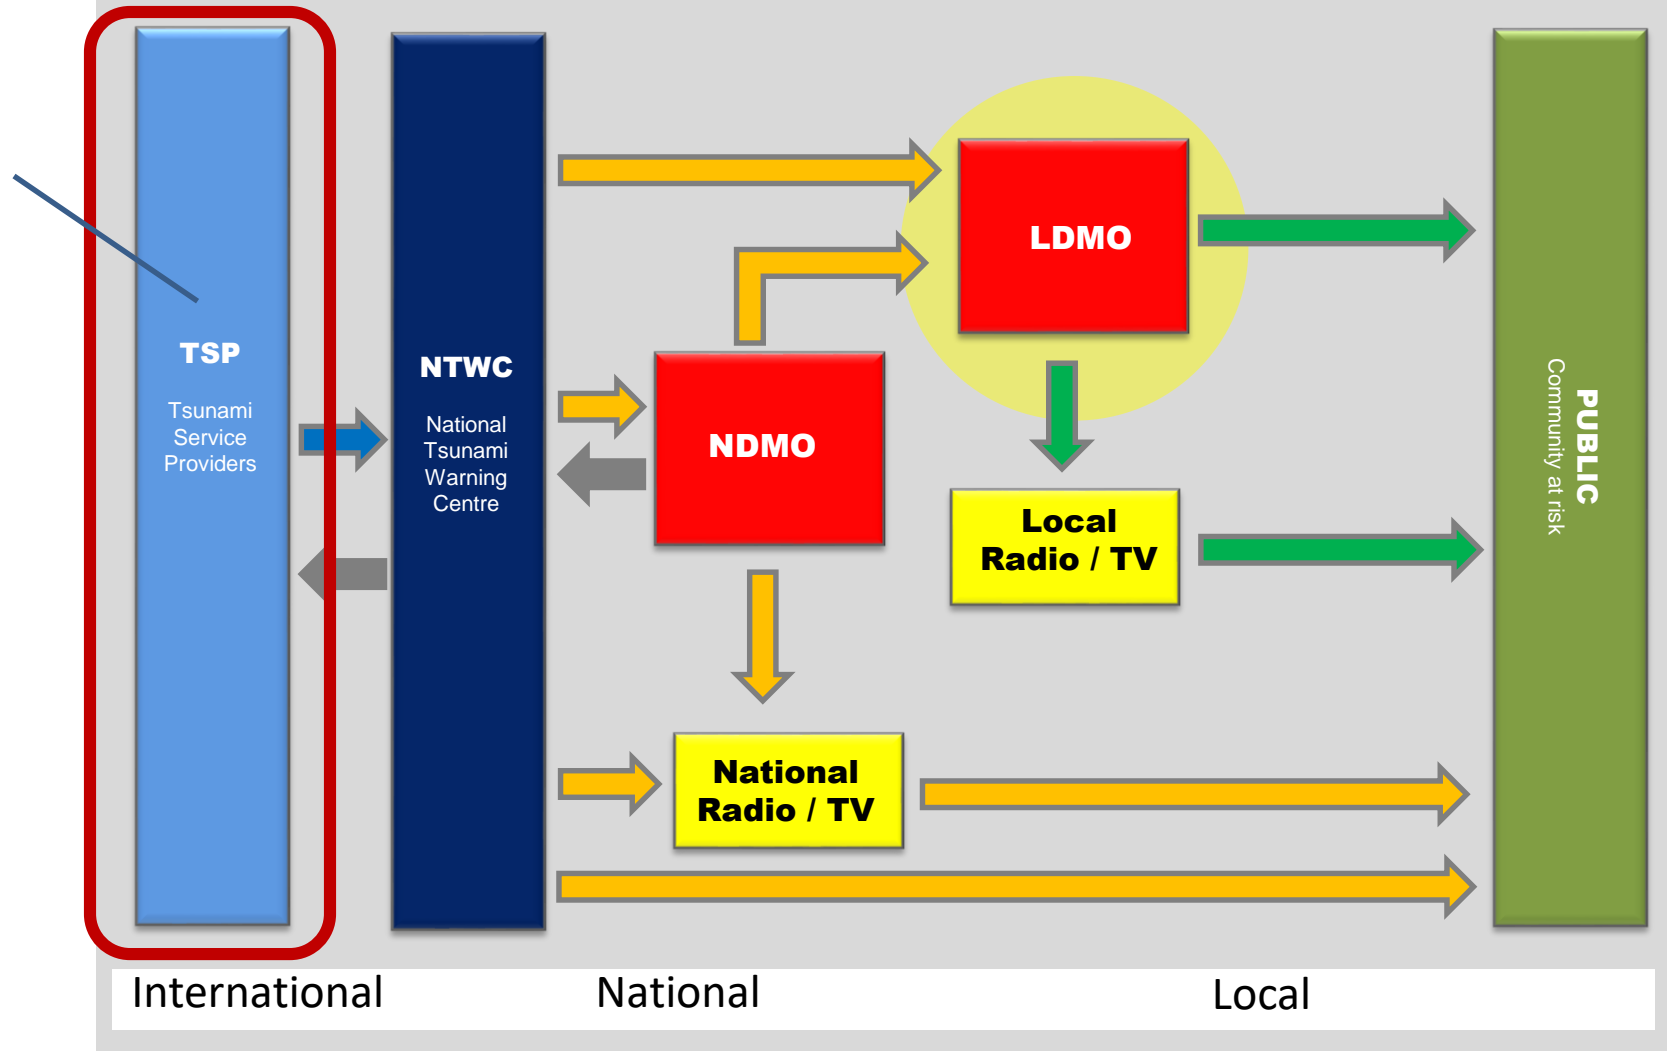 TSP
Tsunami
Service
Providers
NTWC
National
Tsunami
Warning
Centre
NDMO
LDMO
Local
Radio / TV
National
Radio / TV
PUBLIC
Community at risk
International
National
Local